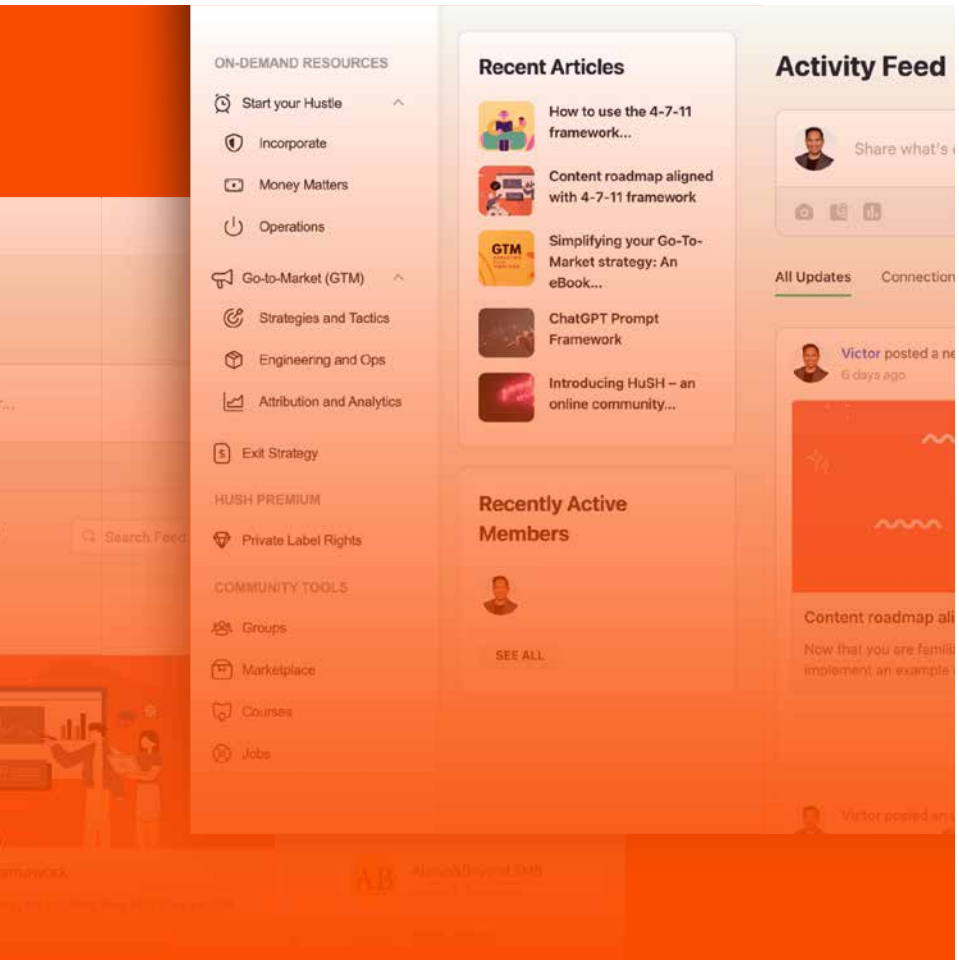 ON-DEMAND RESOURCES
Start your Hustle
Incorporate
Money Matters
Operations
Go-to-Market (GTM)
Strategies and Tactics
Engineering and Ops
Attribution and Analytics
Exit Strategy
HUSH PREMIUM
Private Label Rights
COMMUNITY TOOLS
Groups
Marketplace
Courses
Jobs
Recent Articles
How to use the 4-7-11
framework...
Content roadmap aligned
with 4-7-11 framework
GTM
Simplifying your Go-To-
Market strategy: An
eBook...
ChatGPT Prompt
Framework
Introducing HuSH – an
online community...
Recently Active
Members
SEE ALL
Activity Feed
Share what's
All Updates
Connection
Victor posted a ne
6 days ago
Content roadmap ali
Now that you are familia
implement an example
Victor posted an
Search Feed
AB